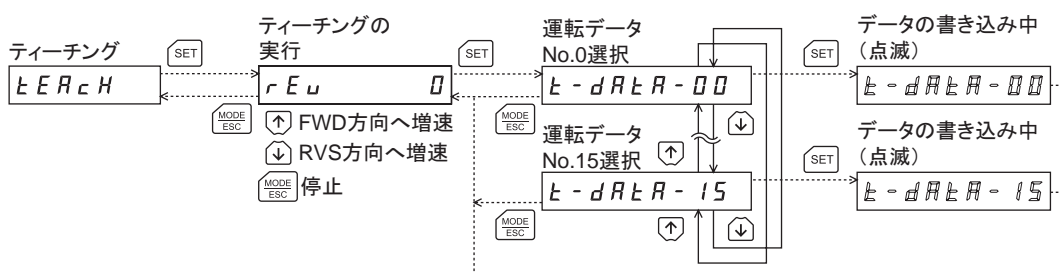 ティーチング
tEAcH
SET
MODE
ESC
ティーチングの
実行
rEv 0
↑ FWD方向へ増速
↓ RVS方向へ増速
MODE
ESC 停止
SET
MODE
ESC
運転データ
No.0選択
t-dAtA-00
↓
運転データ
No.15選択
↑
t-dAtA-15
MODE
ESC
↑
↓
SET
データの書き込み中
（点滅）
t-dAtA-00
SET
データの書き込み中
（点滅）
t-dAtA-15